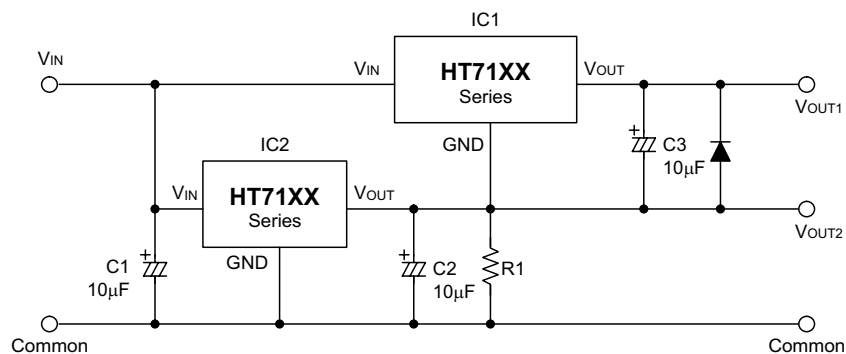 IC1
VIN
VIN
HT71XX
Series
VOUT
VOUT1
GND
C3
10μF
IC2
VIN
HT71XX
Series
VOUT
VOUT2
GND
C1
10μF
C2
10μF
R1
Common
Common